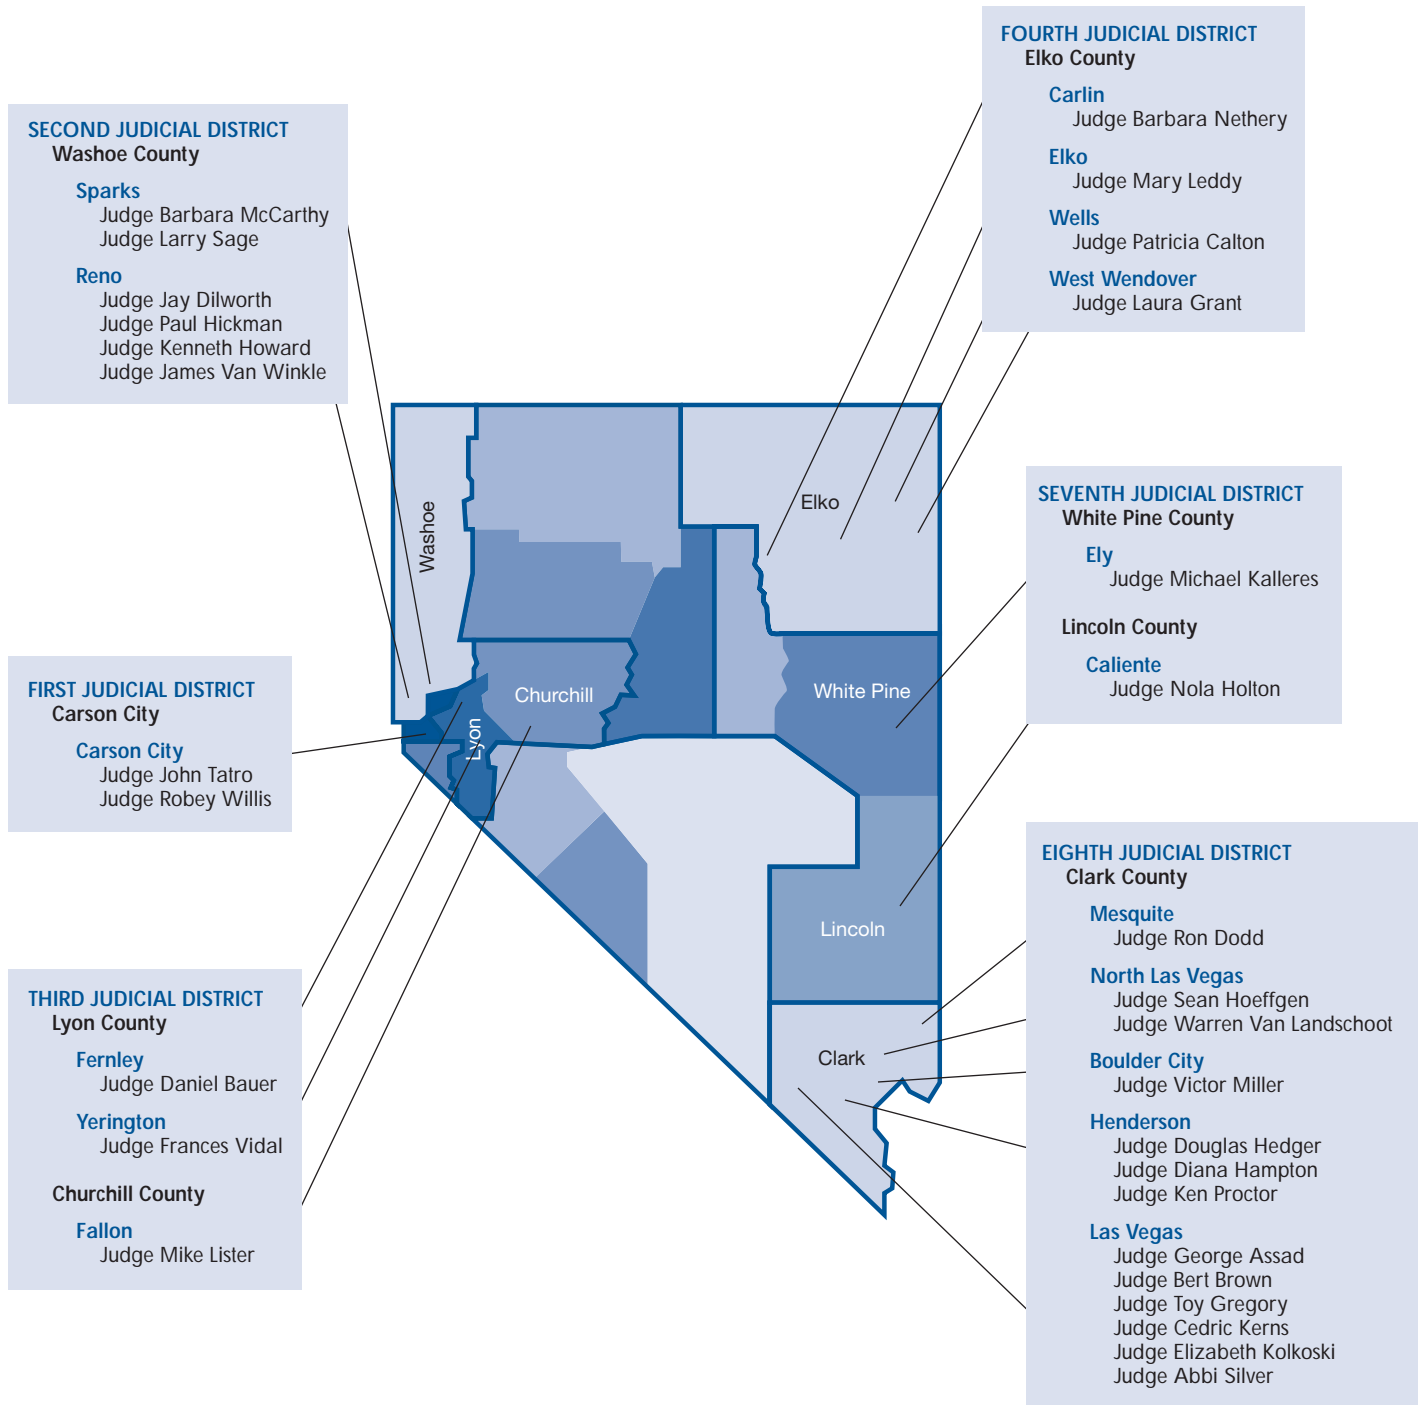 FOURTH JUDICIAL DISTRICT
Elko County
Carlin
Judge Barbara Nethery
Elko
Judge Mary Leddy
Wells
Judge Patricia Calton
West Wendover
Judge Laura Grant
SECOND JUDICIAL DISTRICT
Washoe County
Sparks
Judge Barbara McCarthy
Judge Larry Sage
Reno
Judge Jay Dilworth
Judge Paul Hickman
Judge Kenneth Howard
Judge James Van Winkle
Washoe
Elko
Churchill
White Pine
Lyon
Lincoln
Clark
SEVENTH JUDICIAL DISTRICT
White Pine County
Ely
Judge Michael Kalleres
Lincoln County
Caliente
Judge Nola Holton
FIRST JUDICIAL DISTRICT
Carson City
Carson City
Judge John Tatro
Judge Robey Willis
EIGHTH JUDICIAL DISTRICT
Clark County
Mesquite
Judge Ron Dodd
North Las Vegas
Judge Sean Hoeffgen
Judge Warren Van Landschoot
Boulder City
Judge Victor Miller
Henderson
Judge Douglas Hedger
Judge Diana Hampton
Judge Ken Proctor
Las Vegas
Judge George Assad
Judge Bert Brown
Judge Toy Gregory
Judge Cedric Kerns
Judge Elizabeth Kolkoski
Judge Abbi Silver
THIRD JUDICIAL DISTRICT
Lyon County
Fernley
Judge Daniel Bauer
Yerington
Judge Frances Vidal
Churchill County
Fallon
Judge Mike Lister